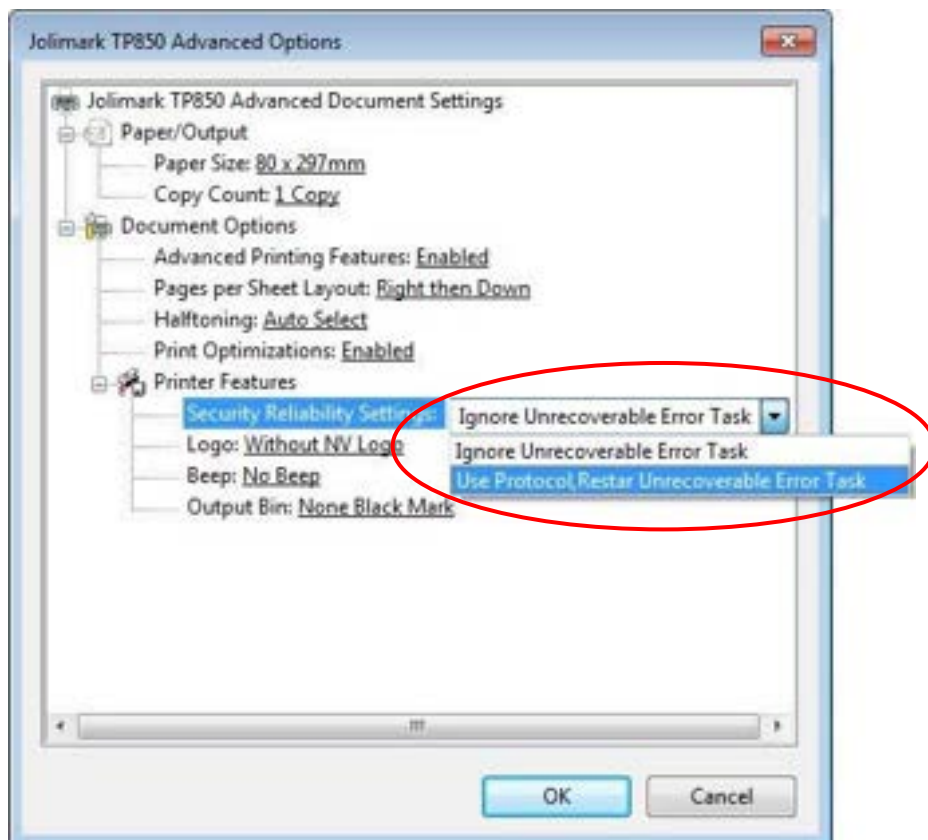 Jolimark TP850 Advanced Options
Jolimark TP850 Advanced Document Settings
Paper/Output
Paper Size: 80 x 297mm
Copy Count: 1 Copy
Document Options
Advanced Printing Features: Enabled
Pages per Sheet Layout: Right then Down
Halftoning: Auto Select
Print Optimizations: Enabled
Printer Features
Security Reliability Settings: Ignore Unrecoverable Error Task
Ignore Unrecoverable Error Task
Use Protocol,Restar Unrecoverable Error Task
Logo: Without NV Logo
Beep: No Beep
Output Bin: None Black Mark
OK Cancel